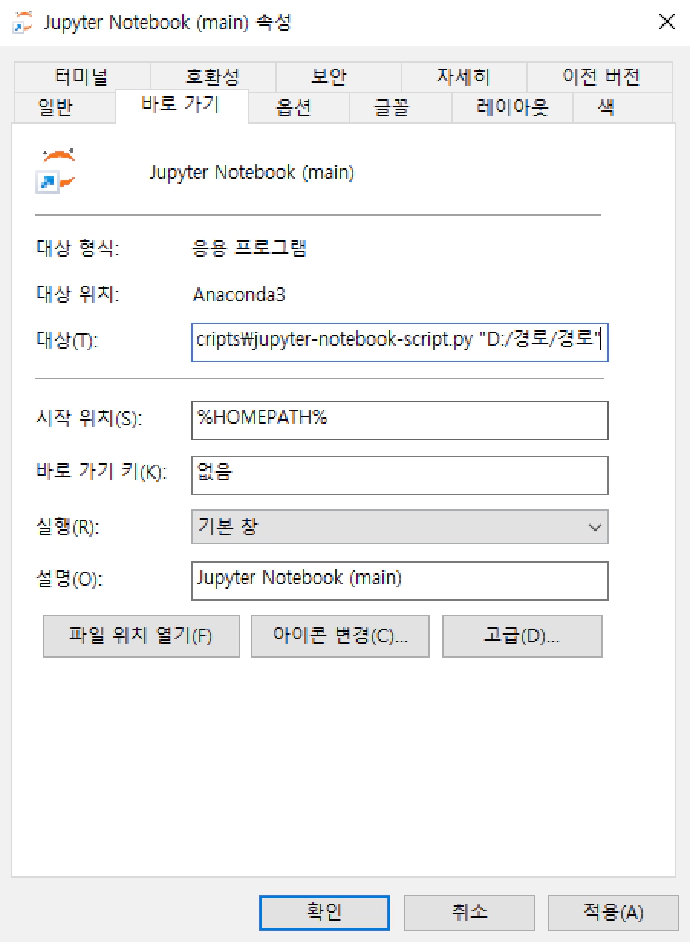 Jupyter Notebook (main) 속성
터미널 호환성 보안 자세히 이전 버전
일반 바로 가기 옵션 글꼴 레이아웃 색
Jupyter Notebook (main)
대상 형식: 응용 프로그램
대상 위치: Anaconda3
대상(T): cripts₩jupyter-notebook-script.py "D:/경로/경로"
시작 위치(S): %HOMEPATH%
바로 가기 키(K): 없음
실행(R): 기본 창
설명(O): Jupyter Notebook (main)
파일 위치 열기(F) 아이콘 변경(C)... 고급(D)...
확인 취소 적용(A)